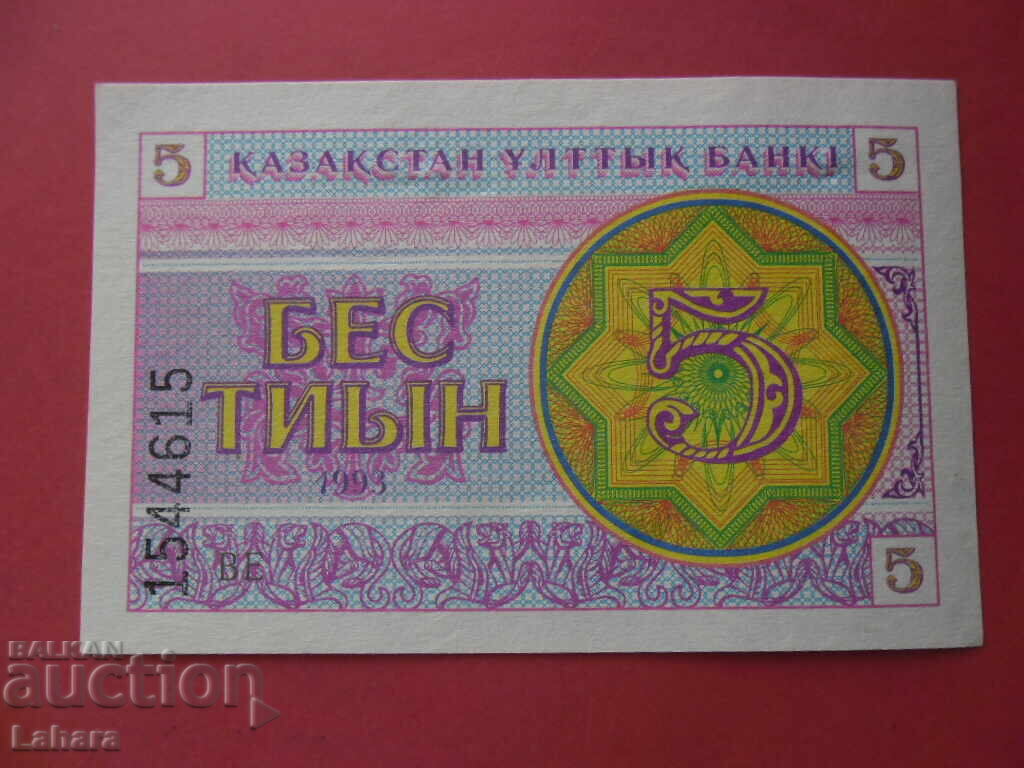 5 ҚАЗАҚСТАН ҰЛТТЫҚ БАНКІ 5
5
БЕС
ТИЫН
1993
1544615
ВЕ
5
BALKAN
auction
Lahara